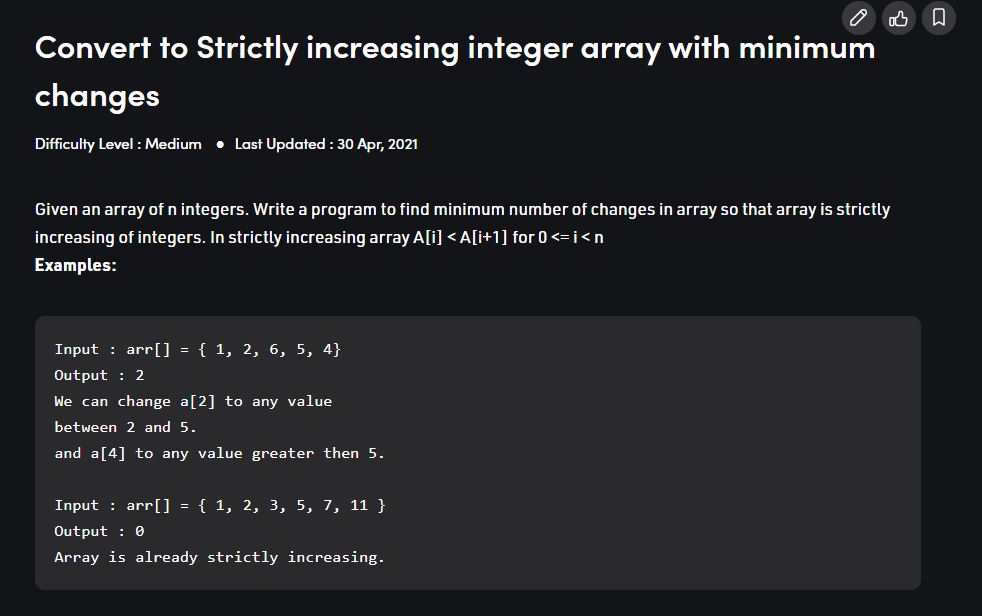 Convert to Strictly increasing integer array with minimum
changes
Difficulty Level : Medium ● Last Updated : 30 Apr, 2021
Given an array of n integers. Write a program to find minimum number of changes in array so that array is strictly
increasing of integers. In strictly increasing array A[i] < A[i+1] for 0 <= i < n
Examples:
Input : arr[] = { 1, 2, 6, 5, 4}
Output : 2
We can change a[2] to any value
between 2 and 5.
and a[4] to any value greater then 5.
Input : arr[] = { 1, 2, 3, 5, 7, 11 }
Output : 0
Array is already strictly increasing.